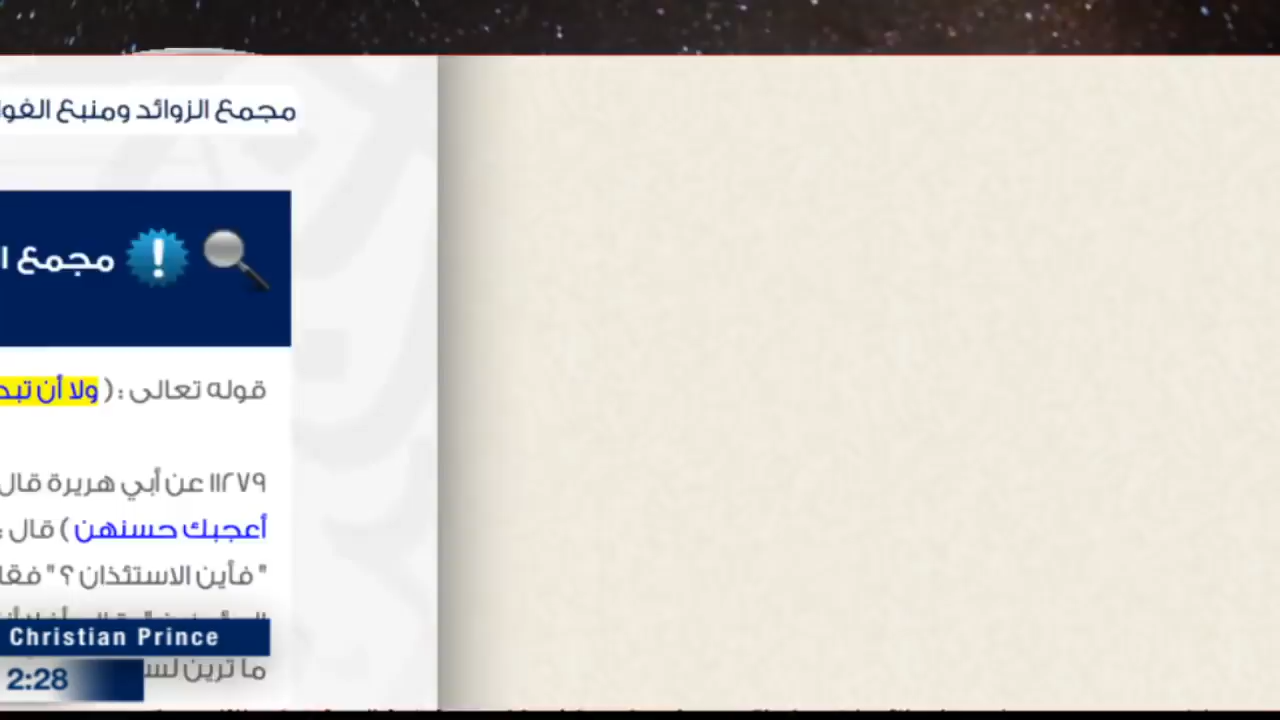 مجمع الزوائد ومنبع الفو
مجمع ا
قوله تعالى : ( ولا أن تبد
١١٢٧٩ عن أبي هريرة قال
أعجبك حسنهن ) قال :
" فأين الاستئذان ؟ " فقا
Christian Prince
ما ترين لس
2:28